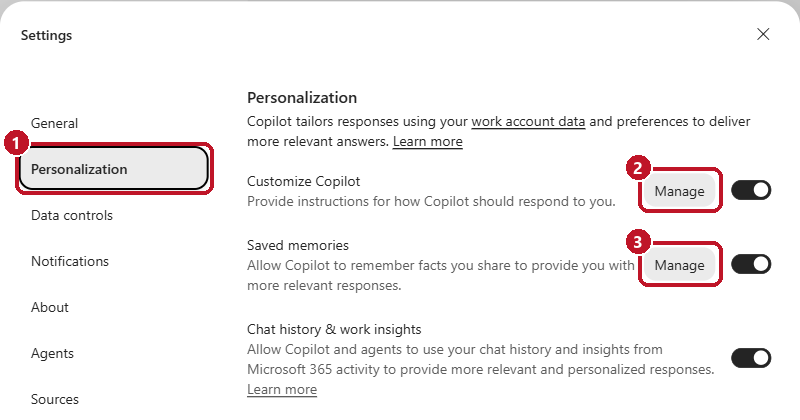 Settings
General
1
Personalization
Data controls
Notifications
About
Agents
Sources
Personalization
Copilot tailors responses using your work account data and preferences to deliver
more relevant answers. Learn more
Customize Copilot
Provide instructions for how Copilot should respond to you.
2
Manage
Saved memories
Allow Copilot to remember facts you share to provide you with
more relevant responses.
3
Manage
Chat history & work insights
Allow Copilot and agents to use your chat history and insights from
Microsoft 365 activity to provide more relevant and personalized responses.
Learn more